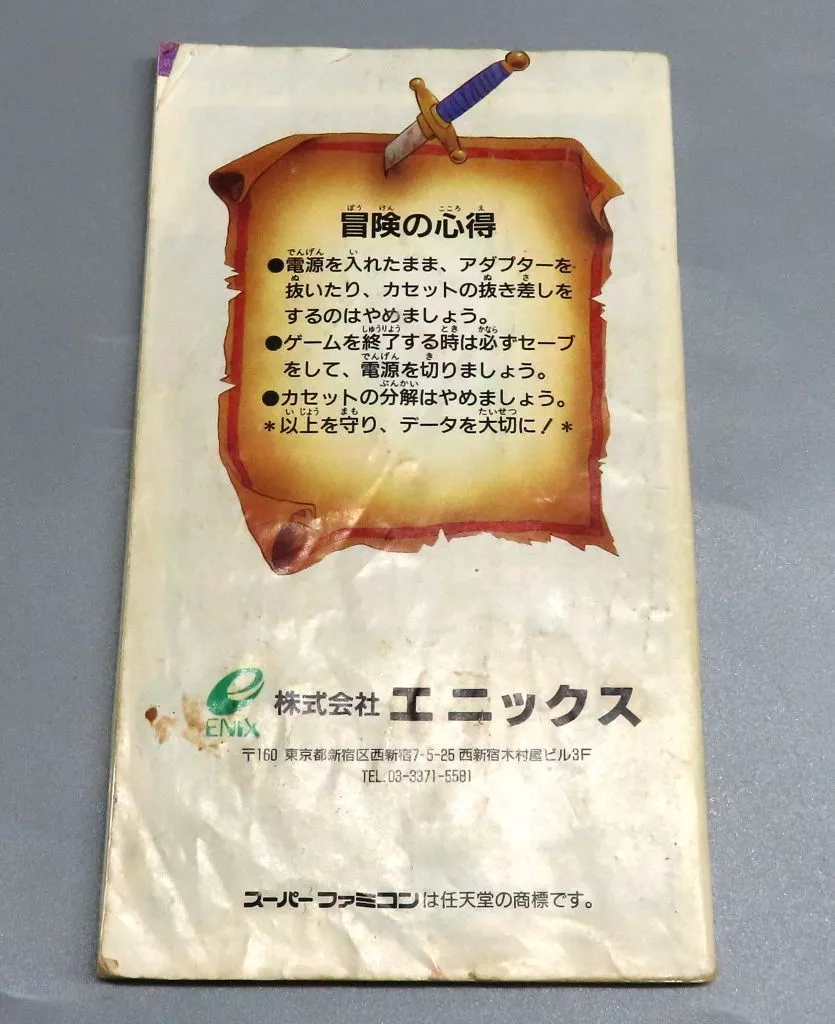 冒険の心得
●電源を入れたまま、アダプターを
抜いたり、カセットの抜き差しを
するのはやめましょう。
●ゲームを終了する時は必ずセーブ
をして、電源を切りましょう。
●カセットの分解はやめましょう。
＊以上を守り、データを大切に！＊
ENIX 株式会社 エニックス
〒160 東京都新宿区西新宿7-5-25 西新宿木村屋ビル3F
TEL.03-3371-5581
スーパーファミコンは任天堂の商標です。